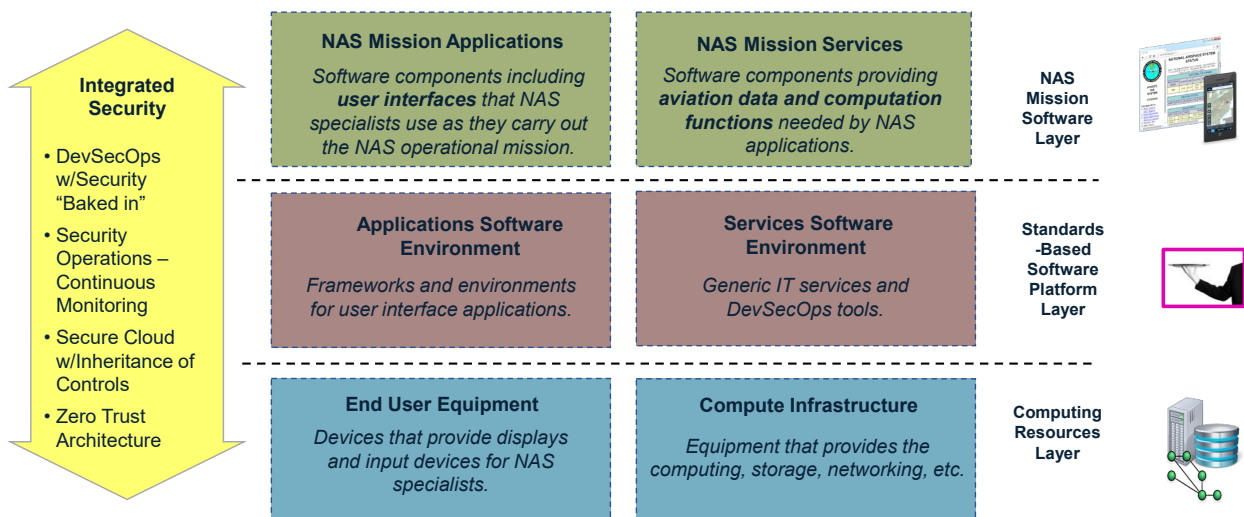 Integrated
Security
• DevSecOps
w/Security
“Baked in”
• Security
Operations –
Continuous
Monitoring
• Secure Cloud
w/Inheritance of
Controls
• Zero Trust
Architecture
NAS Mission Applications
Software components including
user interfaces that NAS
specialists use as they carry out
the NAS operational mission.
NAS Mission Services
Software components providing
aviation data and computation
functions needed by NAS
applications.
NAS
Mission
Software
Layer
NATIONAL AIRSPACE SYSTEM
STATUS
Applications Software
Environment
Frameworks and environments
for user interface applications.
Services Software
Environment
Generic IT services and
DevSecOps tools.
Standards
-Based
Software
Platform
Layer
End User Equipment
Devices that provide displays
and input devices for NAS
specialists.
Compute Infrastructure
Equipment that provides the
computing, storage, networking, etc.
Computing
Resources
Layer